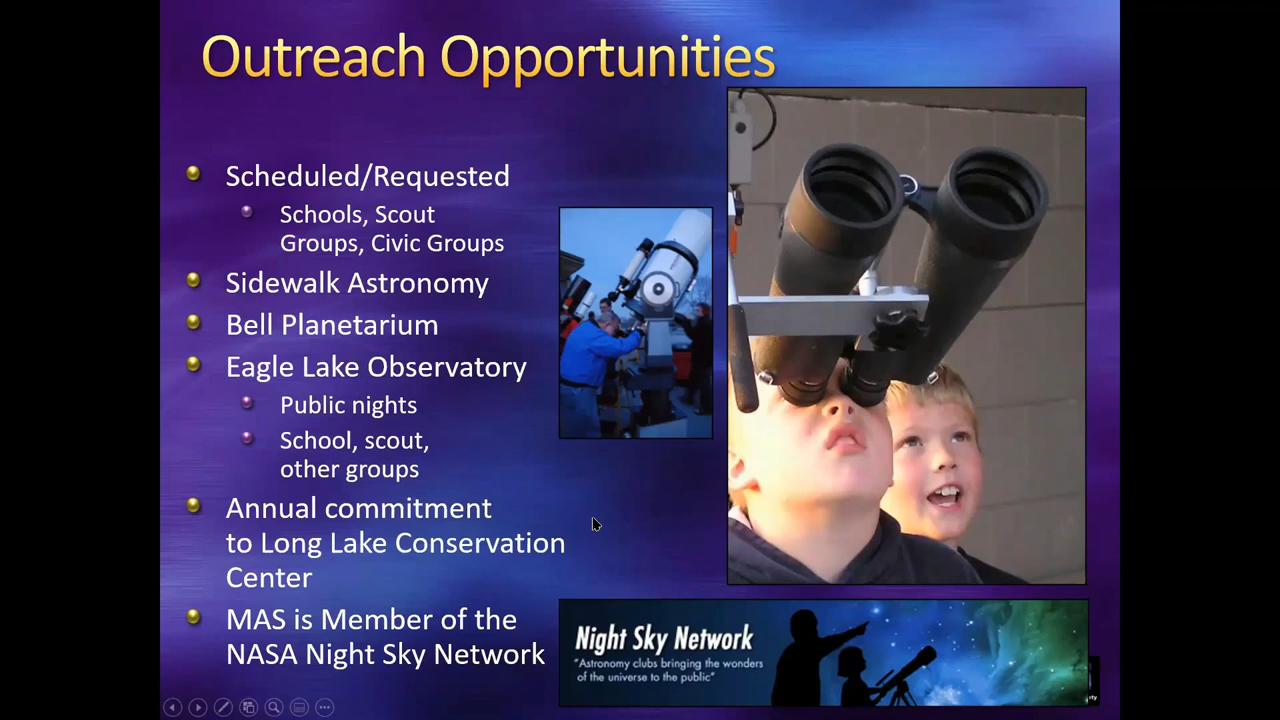 Outreach Opportunities
Scheduled/Requested
Schools, Scout
Groups, Civic Groups
Sidewalk Astronomy
Bell Planetarium
Eagle Lake Observatory
Public nights
School, scout,
other groups
Annual commitment
to Long Lake Conservation
Center
MAS is Member of the
NASA Night Sky Network
Night Sky Network
"Astronomy clubs bringing the wonders
of the universe to the public"